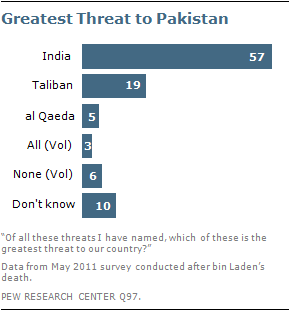 Greatest Threat to Pakistan
India 57
Taliban 19
al Qaeda 5
All (Vol) 3
None (Vol) 6
Don't know 10
"Of all these threats I have named, which of these is the
greatest threat to our country?"
Data from May 2011 survey conducted after bin Laden's
death.
PEW RESEARCH CENTER Q97.